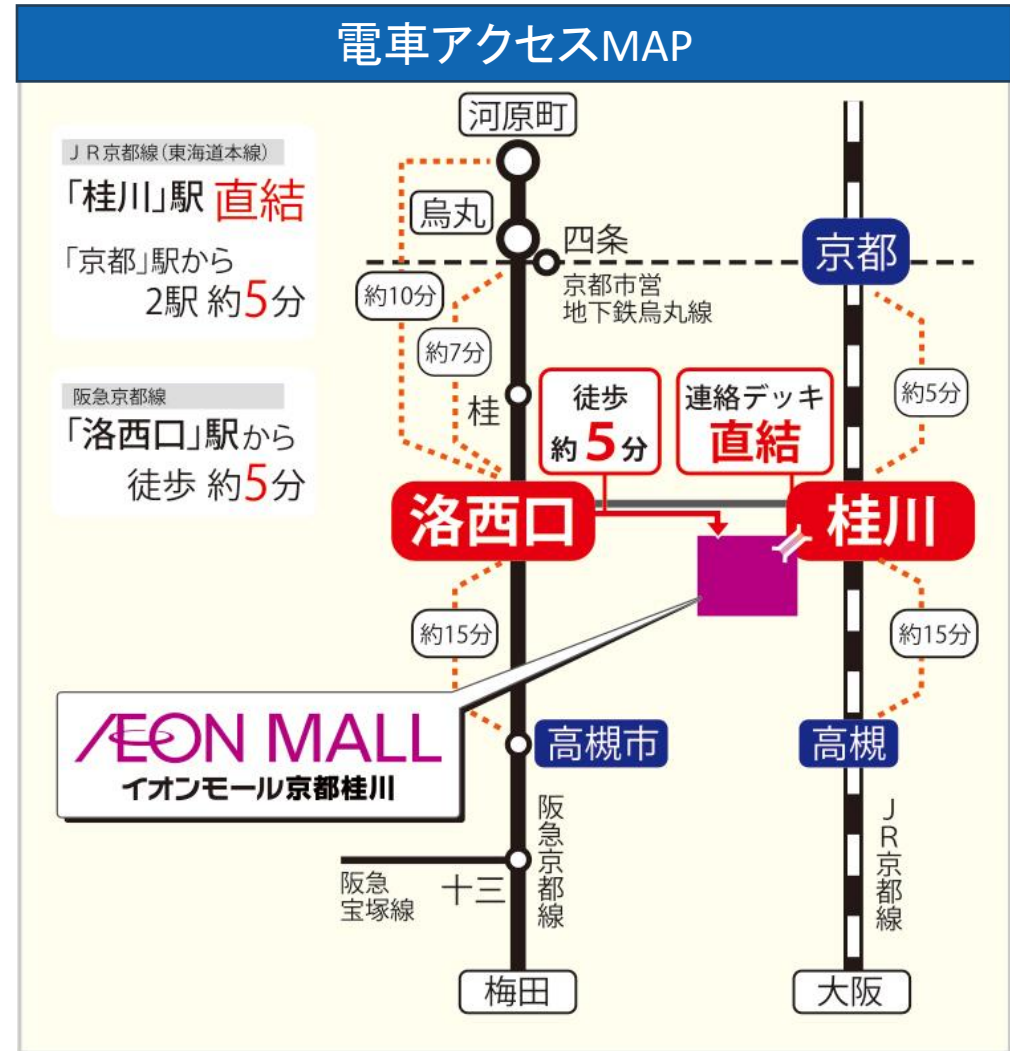 電車アクセスMAP
JR京都線(東海道本線)
「桂川」駅 直結
「京都」駅から
2駅 約5分
阪急京都線
「洛西口」駅から
徒歩 約5分
河原町
烏丸
四条
京都市営
地下鉄烏丸線
京都
約10分
約7分
桂
徒歩
約5分
連絡デッキ
直結
約5分
洛西口
桂川
約15分
約15分
ÆON MALL
イオンモール京都桂川
高槻市
高槻
阪急京都線
JR京都線
阪急
宝塚線
十三
梅田
大阪